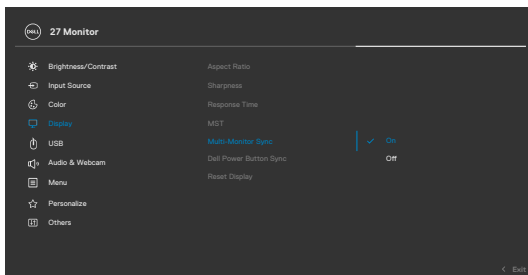 DELL
27 Monitor
Brightness/Contrast
Input Source
Color
Display
USB
Audio & Webcam
Menu
Personalize
Others
Aspect Ratio
Sharpness
Response Time
MST
Multi-Monitor Sync
Dell Power Button Sync
Reset Display
On
Off
Exit